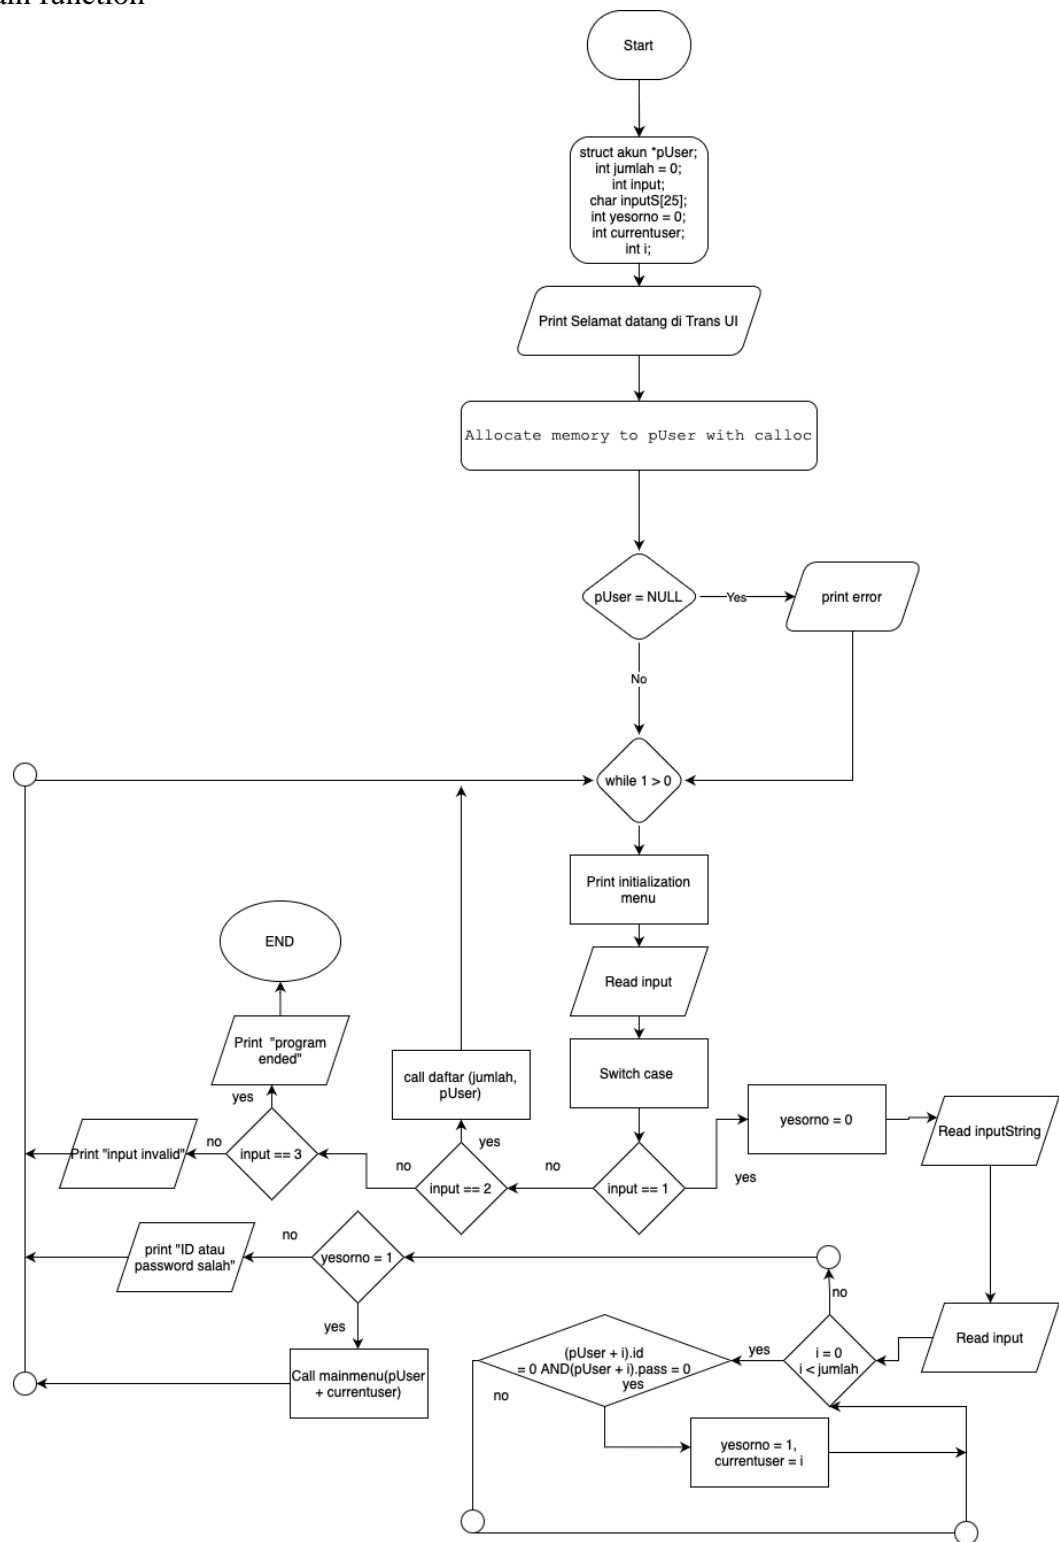 Start
struct akun *pUser;
int jumlah = 0;
int input;
char inputS[25];
int yesorno = 0;
int currentuser;
int i;
Print Selamat datang di Trans UI
Allocate memory to pUser with calloc
pUser = NULL
Yes
print error
No
while 1 > 0
Print initialization
menu
END
Read input
Print "program
ended"
Switch case
call daftar (jumlah,
pUser)
yesorno = 0
Read inputString
yes
Print "input invalid"
no
input == 3
no
yes
input == 2
no
input == 1
yes
print "ID atau
password salah"
no
yesorno = 1
no
yes
Read input
Call mainmenu(pUser
+ currentuser)
(pUser + i).id
= 0 AND(pUser + i).pass = 0
yes
yes
i = 0
i < jumlah
no
yesorno = 1,
currentuser = i